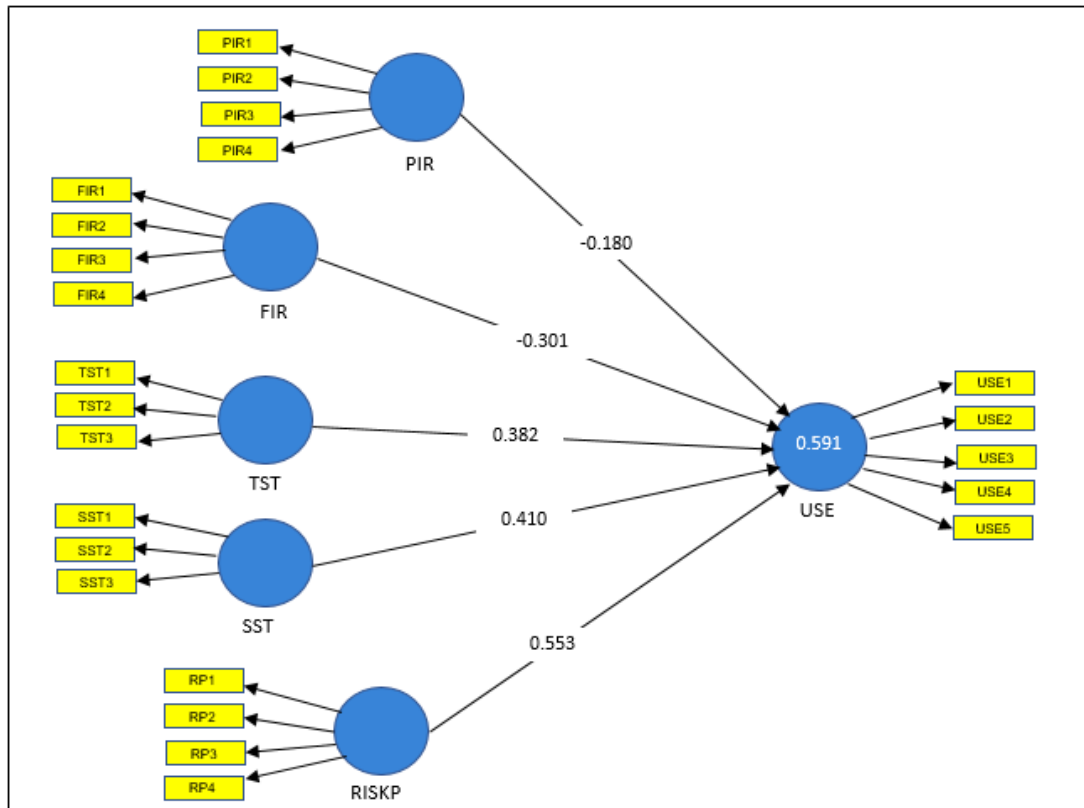 PIR1
PIR2
PIR3
PIR4
PIR
FIR1
FIR2
FIR3
FIR4
FIR
TST1
TST2
TST3
TST
SST1
SST2
SST3
SST
RP1
RP2
RP3
RP4
RISKP
-0.180
-0.301
0.382
0.410
0.553
0.591
USE
USE1
USE2
USE3
USE4
USE5